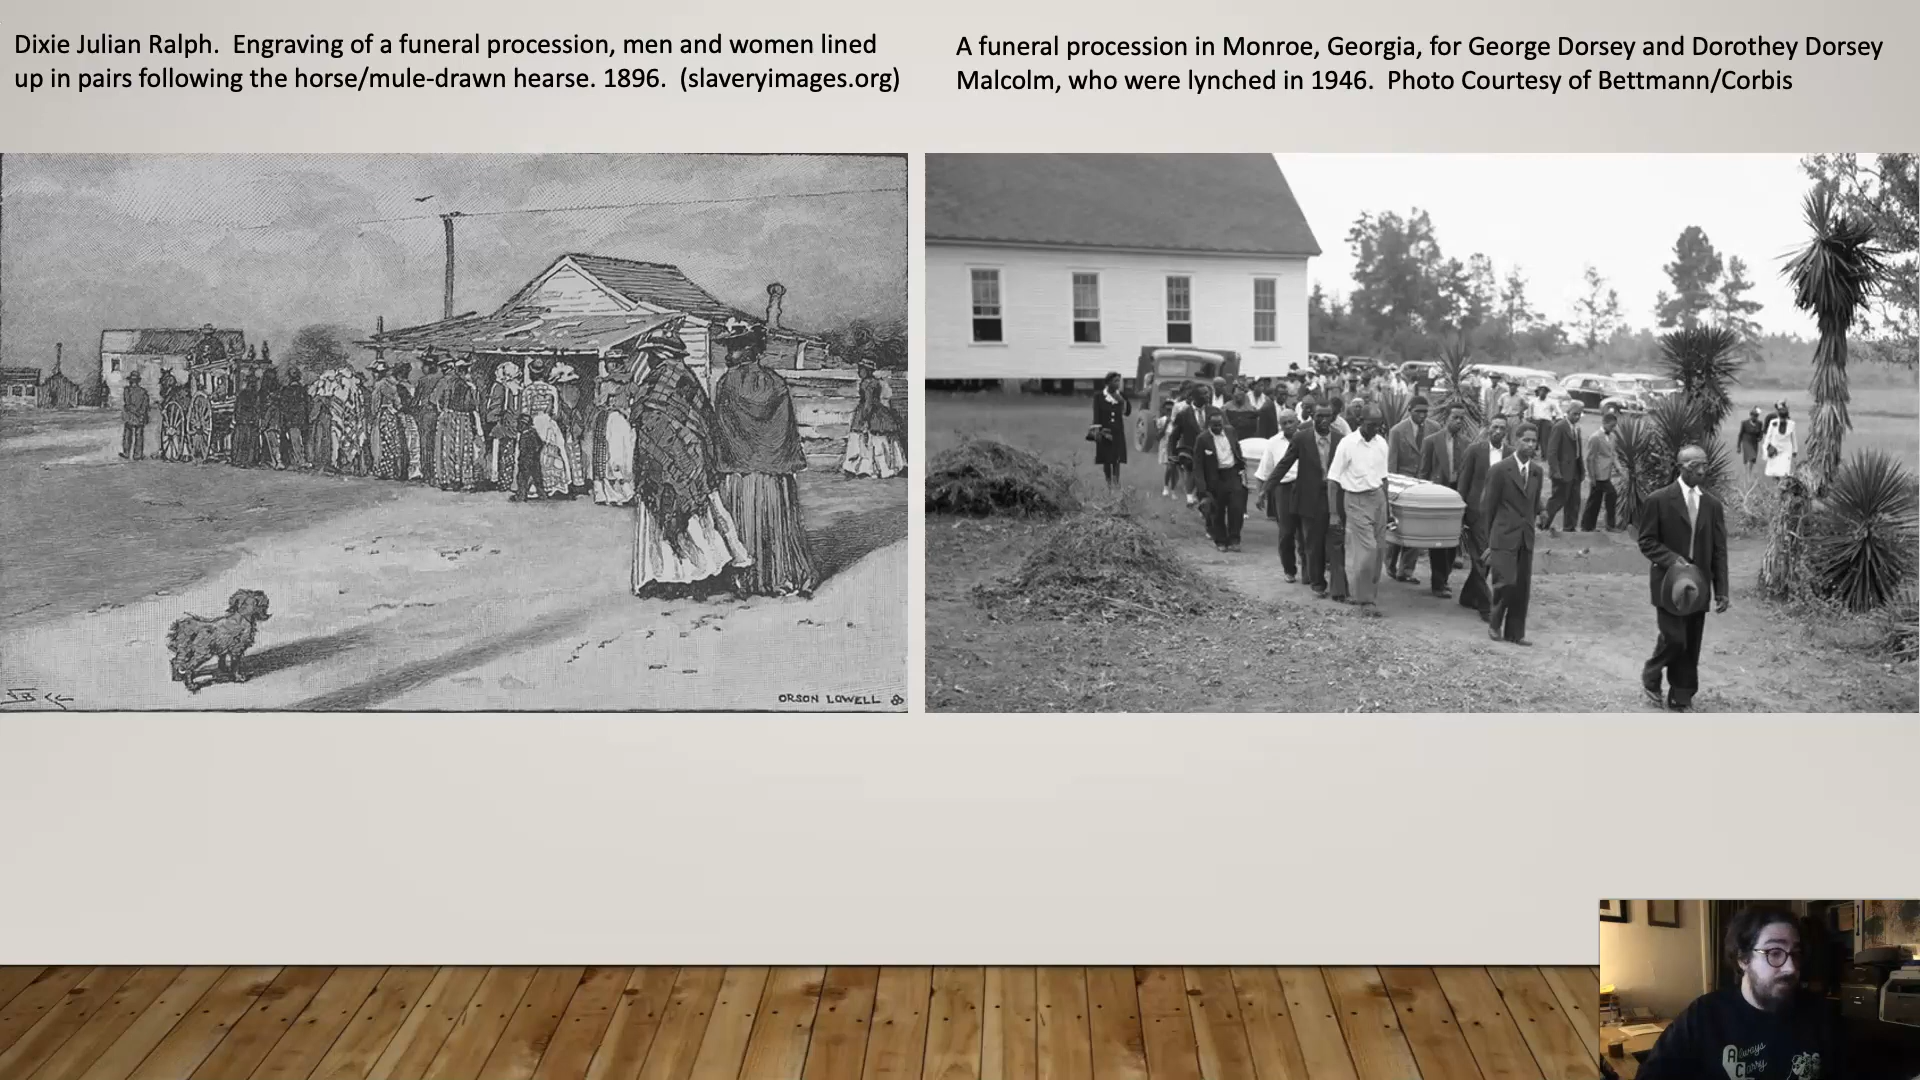 Dixie Julian Ralph.  Engraving of a funeral procession, men and women lined
up in pairs following the horse/mule-drawn hearse. 1896.  (slaveryimages.org)
A funeral procession in Monroe, Georgia, for George Dorsey and Dorothey Dorsey
Malcolm, who were lynched in 1946.  Photo Courtesy of Bettmann/Corbis
ORSON LOWELL
Always
Carry